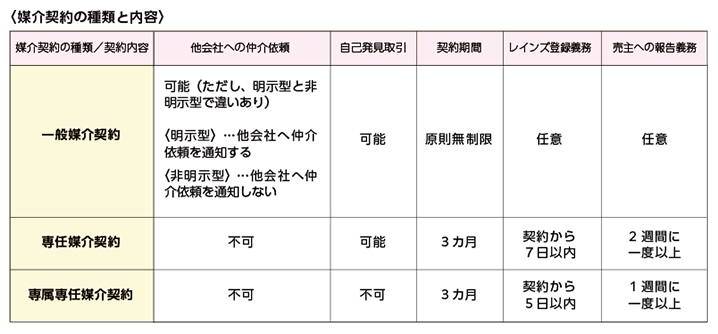 〈媒介契約の種類と内容〉
媒介契約の種類／契約内容
他会社への仲介依頼
自己発見取引
契約期間
レインズ登録義務
売主への報告義務
一般媒介契約
可能（ただし、明示型と非
明示型で違いあり）
〈明示型〉…他会社へ仲介
依頼を通知する
〈非明示型〉…他会社へ仲
介依頼を通知しない
可能
原則無制限
任意
任意
専任媒介契約
不可
可能
３カ月
契約から
７日以内
２週間に
一度以上
専属専任媒介契約
不可
不可
３カ月
契約から
５日以内
１週間に
一度以上